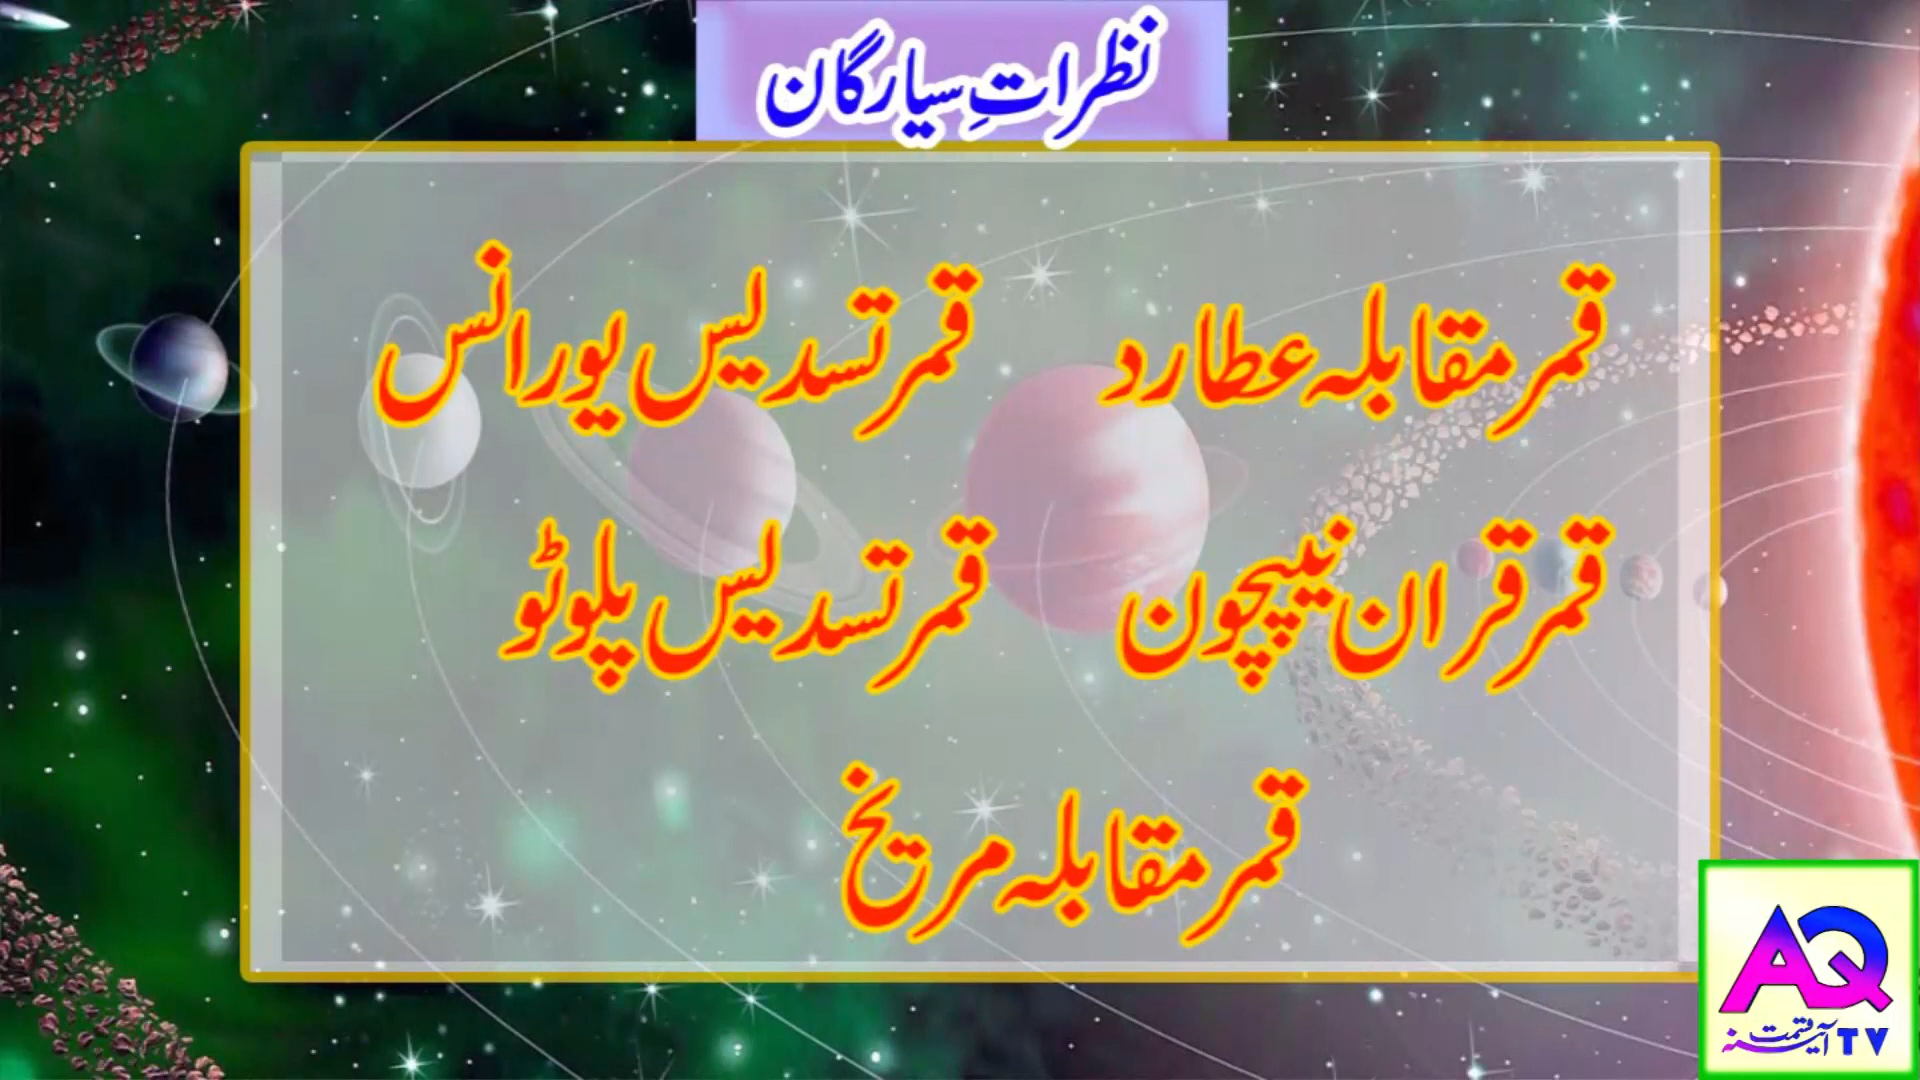 نظراتِ سیارگان
قمر مقابلہ عطارد
قمر تسدیس یورانس
قمر قران نیپچون
قمر تسدیس پلوٹو
قمر مقابلہ مریخ
AQ
آئینہ قسمت TV